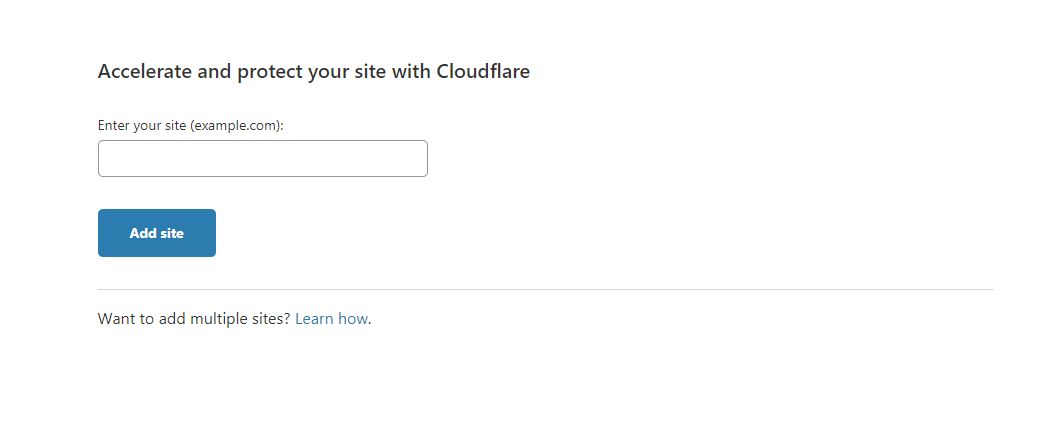 Accelerate and protect your site with Cloudflare
Enter your site (example.com):
Add site
Want to add multiple sites? Learn how.